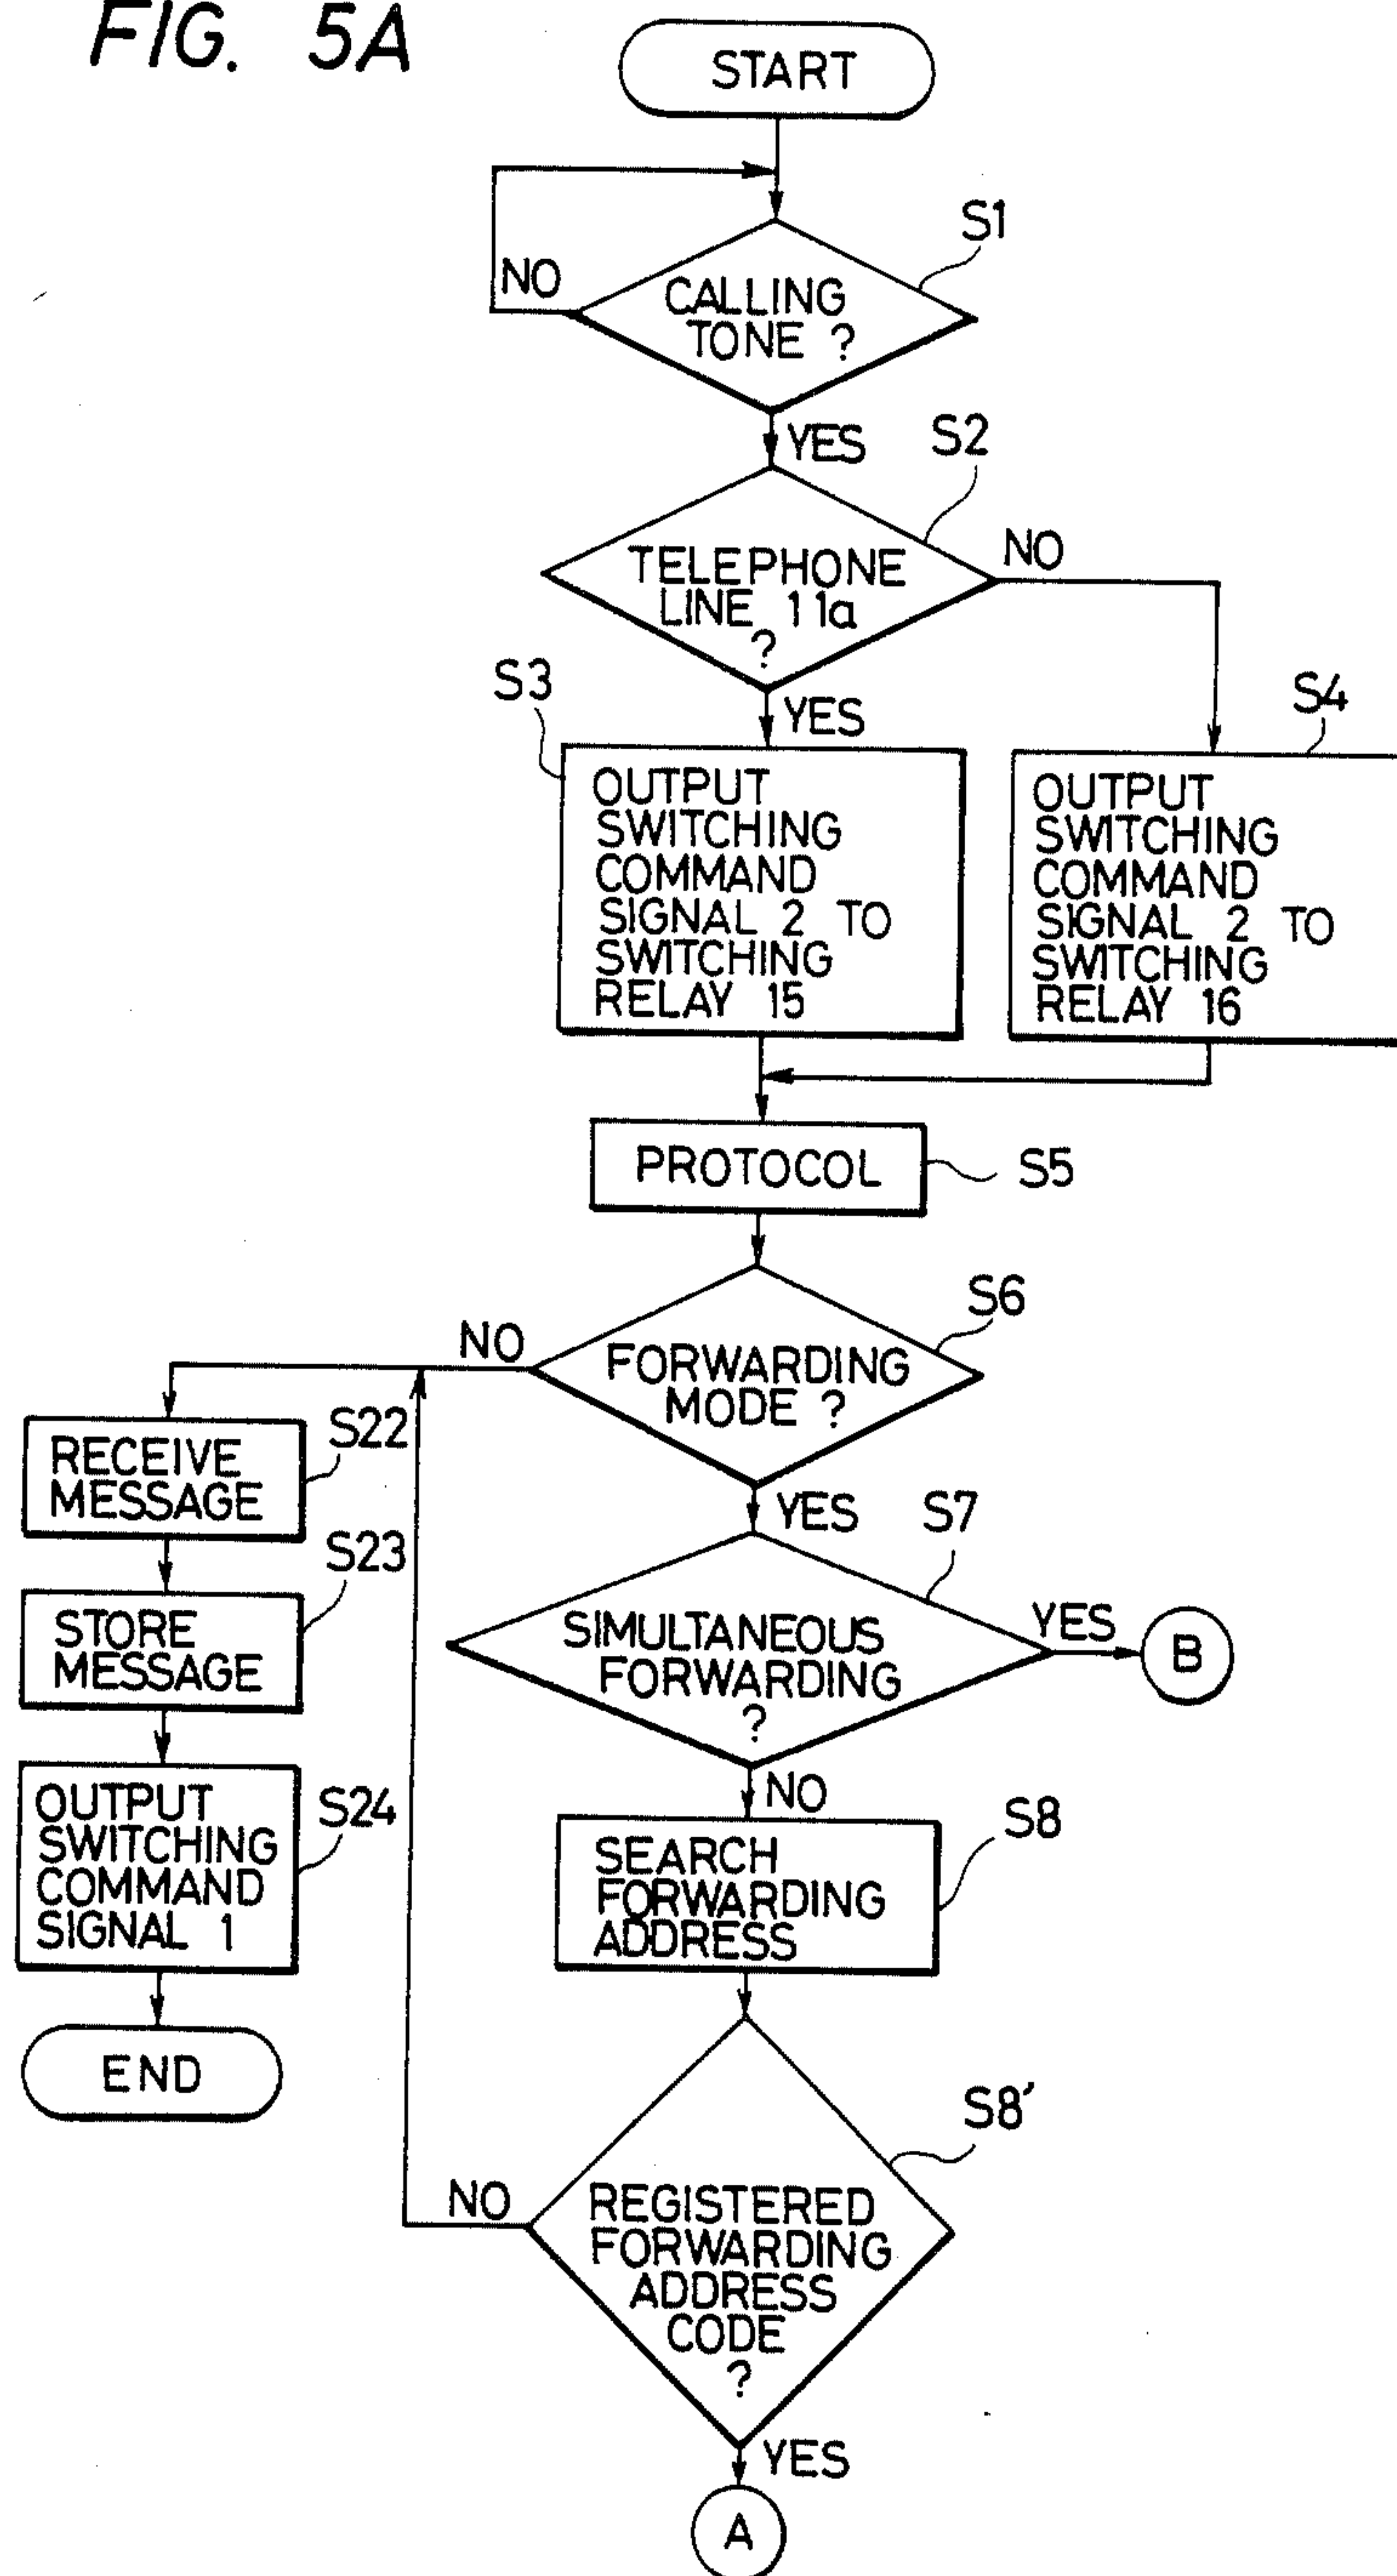 FIG. 5A
START
S1
NO
CALLING
TONE ?
YES
S2
NO
TELEPHONE
LINE 11a
?
S3
YES
S4
OUTPUT
SWITCHING
COMMAND
SIGNAL 2 TO
SWITCHING
RELAY 15
OUTPUT
SWITCHING
COMMAND
SIGNAL 2 TO
SWITCHING
RELAY 16
PROTOCOL
S5
S6
NO
FORWARDING
MODE ?
YES
S22
RECEIVE
MESSAGE
S23
STORE
MESSAGE
S24
OUTPUT
SWITCHING
COMMAND
SIGNAL 1
END
S7
SIMULTANEOUS
FORWARDING
?
YES
B
NO
S8
SEARCH
FORWARDING
ADDRESS
S8'
NO
REGISTERED
FORWARDING
ADDRESS
CODE
?
YES
A